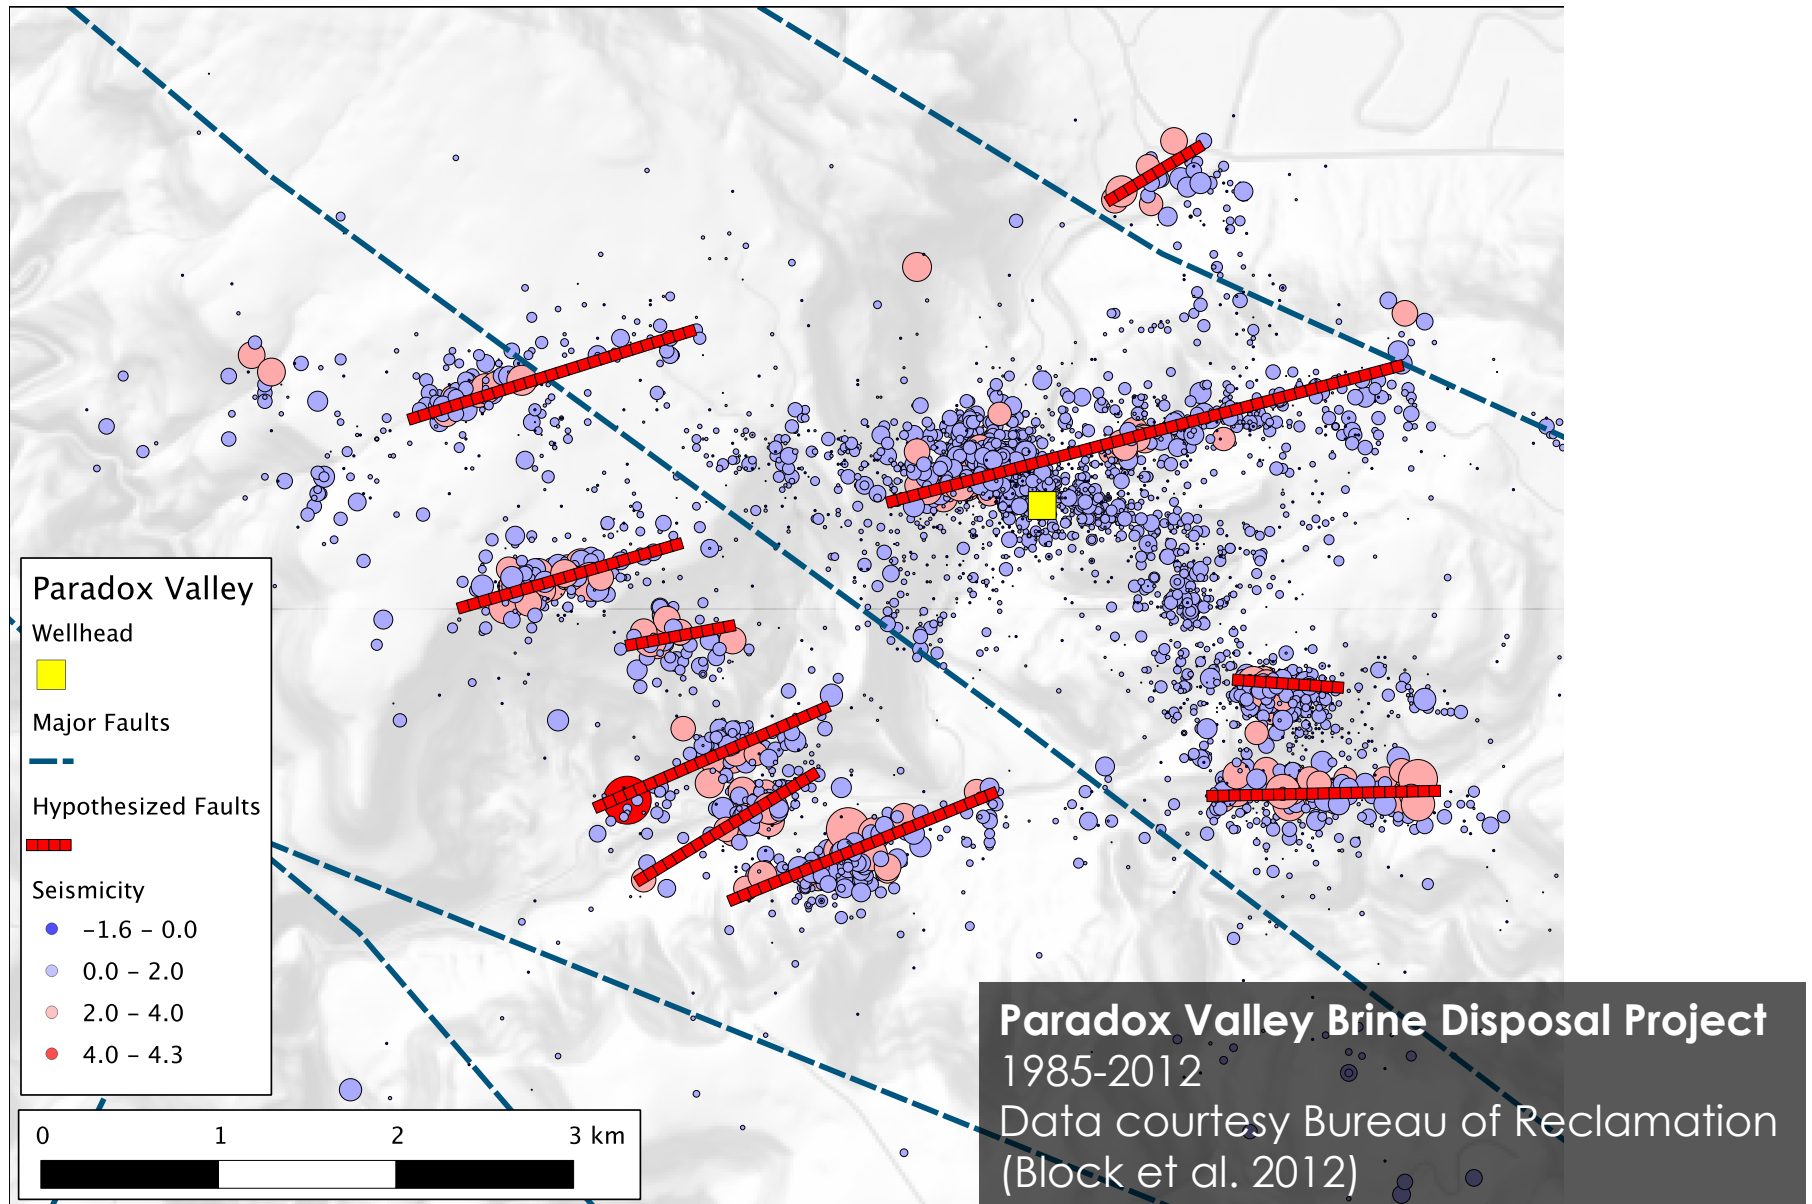 Paradox Valley
Wellhead
Major Faults
Hypothesized Faults
Seismicity
−1.6 – 0.0
0.0 – 2.0
2.0 – 4.0
4.0 – 4.3
0 1 2 3 km
Paradox Valley Brine Disposal Project
1985-2012
Data courtesy Bureau of Reclamation
(Block et al. 2012)